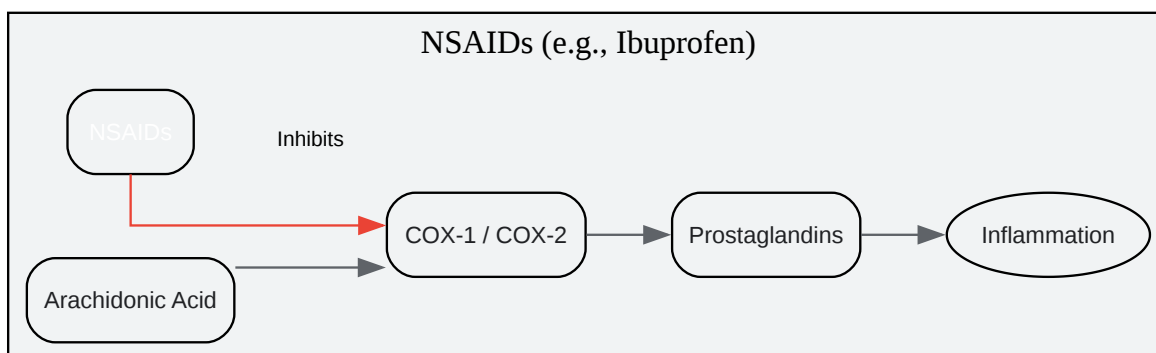 NSAIDs (e.g., Ibuprofen)
NSAIDs
Inhibits
COX-1 / COX-2
Prostaglandins
Inflammation
Arachidonic Acid